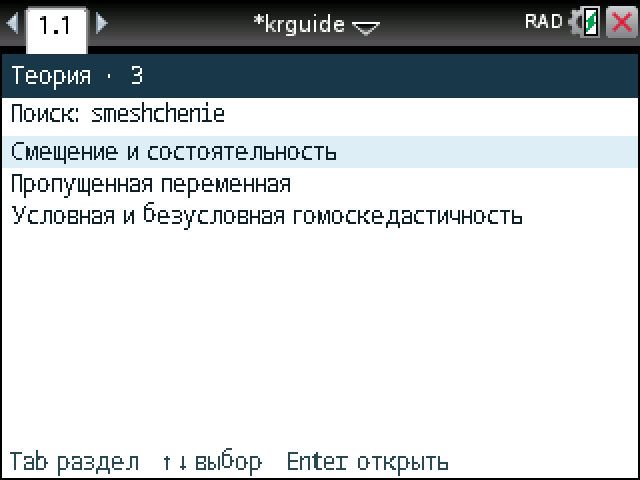 1.1 *krguide RAD
Теория · 3
Поиск: smeshchenie
Смещение и состоятельность
Пропущенная переменная
Условная и безусловная гомоскедастичность
Tab раздел ↑↓выбор Enter открыть